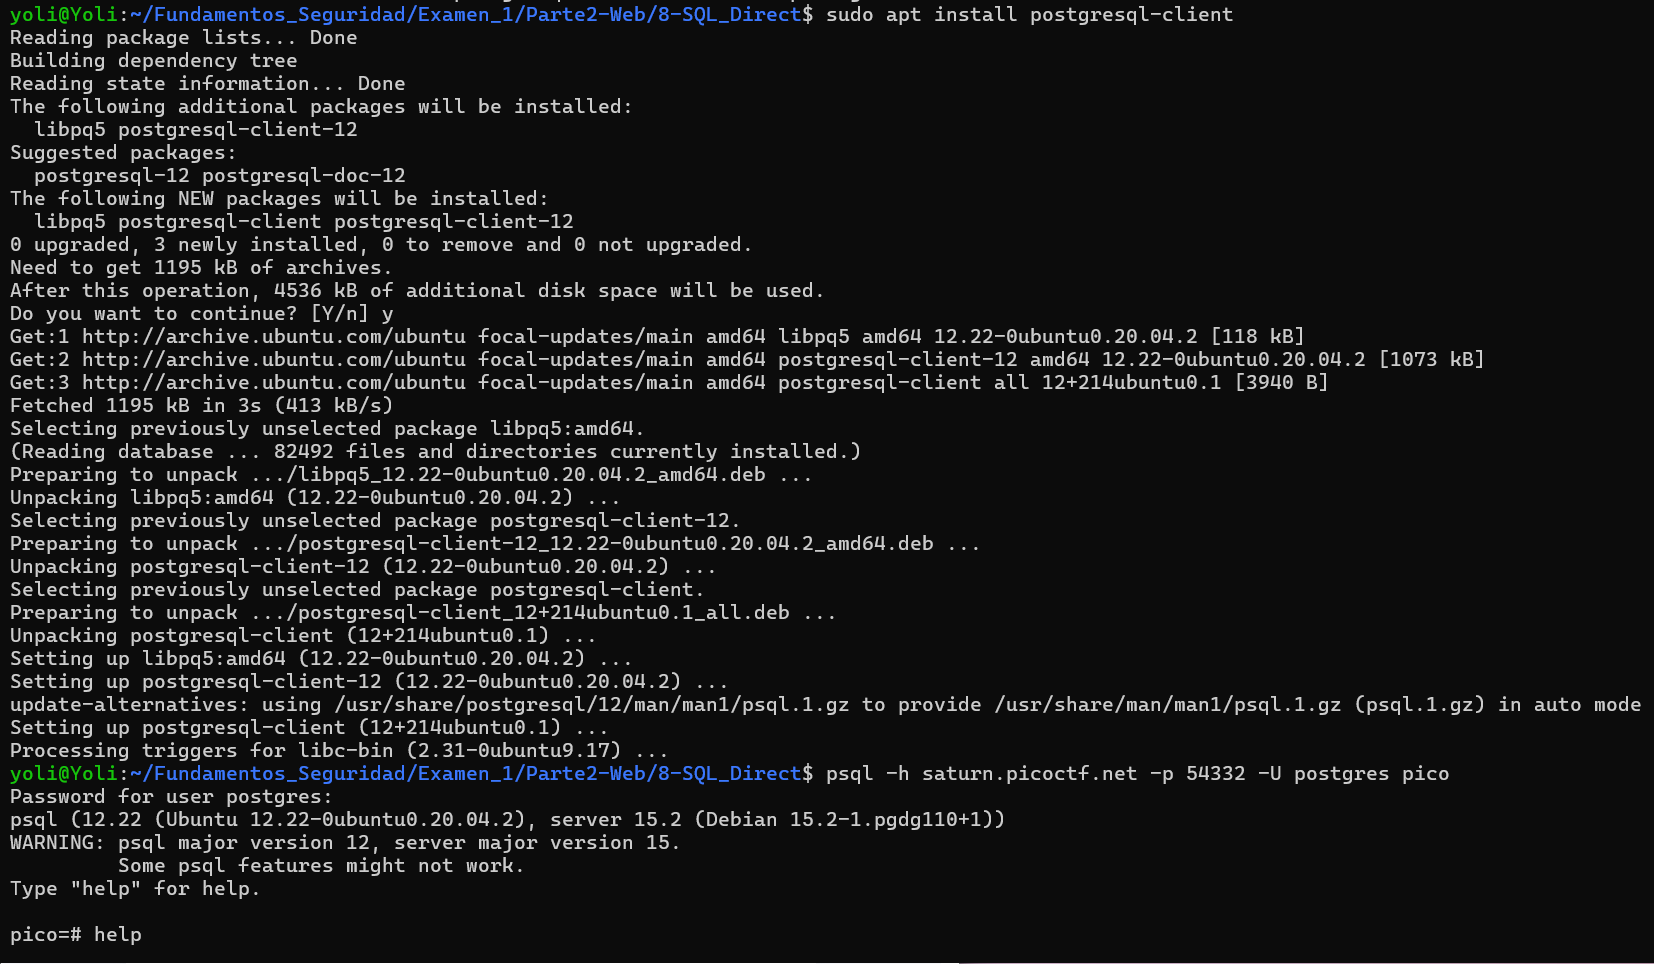 yoli@Yoli:~/Fundamentos_Seguridad/Examen_1/Parte2-Web/8-SQL_Direct$ sudo apt install postgresql-client
Reading package lists... Done
Building dependency tree
Reading state information... Done
The following additional packages will be installed:
  libpq5 postgresql-client-12
Suggested packages:
  postgresql-12 postgresql-doc-12
The following NEW packages will be installed:
  libpq5 postgresql-client postgresql-client-12
0 upgraded, 3 newly installed, 0 to remove and 0 not upgraded.
Need to get 1195 kB of archives.
After this operation, 4536 kB of additional disk space will be used.
Do you want to continue? [Y/n] y
Get:1 http://archive.ubuntu.com/ubuntu focal-updates/main amd64 libpq5 amd64 12.22-0ubuntu0.20.04.2 [118 kB]
Get:2 http://archive.ubuntu.com/ubuntu focal-updates/main amd64 postgresql-client-12 amd64 12.22-0ubuntu0.20.04.2 [1073 kB]
Get:3 http://archive.ubuntu.com/ubuntu focal-updates/main amd64 postgresql-client all 12+214ubuntu0.1 [3940 B]
Fetched 1195 kB in 3s (413 kB/s)
Selecting previously unselected package libpq5:amd64.
(Reading database ... 82492 files and directories currently installed.)
Preparing to unpack .../libpq5_12.22-0ubuntu0.20.04.2_amd64.deb ...
Unpacking libpq5:amd64 (12.22-0ubuntu0.20.04.2) ...
Selecting previously unselected package postgresql-client-12.
Preparing to unpack .../postgresql-client-12_12.22-0ubuntu0.20.04.2_amd64.deb ...
Unpacking postgresql-client-12 (12.22-0ubuntu0.20.04.2) ...
Selecting previously unselected package postgresql-client.
Preparing to unpack .../postgresql-client_12+214ubuntu0.1_all.deb ...
Unpacking postgresql-client (12+214ubuntu0.1) ...
Setting up libpq5:amd64 (12.22-0ubuntu0.20.04.2) ...
Setting up postgresql-client-12 (12.22-0ubuntu0.20.04.2) ...
update-alternatives: using /usr/share/postgresql/12/man/man1/psql.1.gz to provide /usr/share/man/man1/psql.1.gz (psql.1.gz) in auto mode
Setting up postgresql-client (12+214ubuntu0.1) ...
Processing triggers for libc-bin (2.31-0ubuntu9.17) ...
yoli@Yoli:~/Fundamentos_Seguridad/Examen_1/Parte2-Web/8-SQL_Direct$ psql -h saturn.picoctf.net -p 54332 -U postgres pico
Password for user postgres:
psql (12.22 (Ubuntu 12.22-0ubuntu0.20.04.2), server 15.2 (Debian 15.2-1.pgdg110+1))
WARNING: psql major version 12, server major version 15.
         Some psql features might not work.
Type "help" for help.

pico=# help